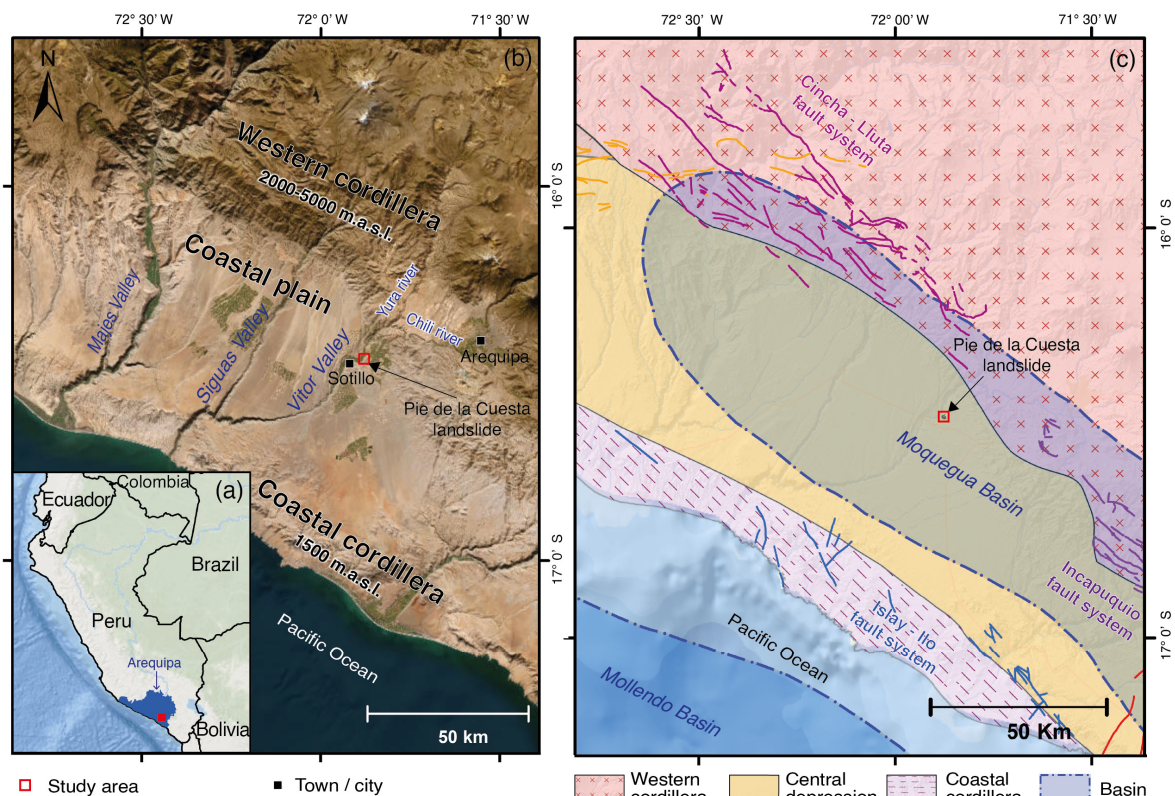 72° 30' W
72° 00' W
71° 30' W
N
(b)
Western cordillera
2000-5000 m.a.s.l.
Coastal plain
Majes Valley
Siguas Valley
Vitor Valley
Yura river
Chili river
Arequipa
Sotillo
Pie de la Cuesta
landslide
Coastal cordillera
1500 m.a.s.l.
Pacific Ocean
50 km
16° 0' S
17° 0' S
(a)
Colombia
Ecuador
Brazil
Peru
Arequipa
Bolivia
Study area
Town / city
72° 30' W
72° 00' W
71° 30' W
(c)
Cincha - Lluta
fault system
Pie de la Cuesta
landslide
Moquegua Basin
Incapuquio
fault system
Islay - Ilo
fault system
Pacific Ocean
Mollendo Basin
50 Km
16° 0' S
17° 0' S
Western
cordillera
Central
depression
Coastal
cordillera
Basin